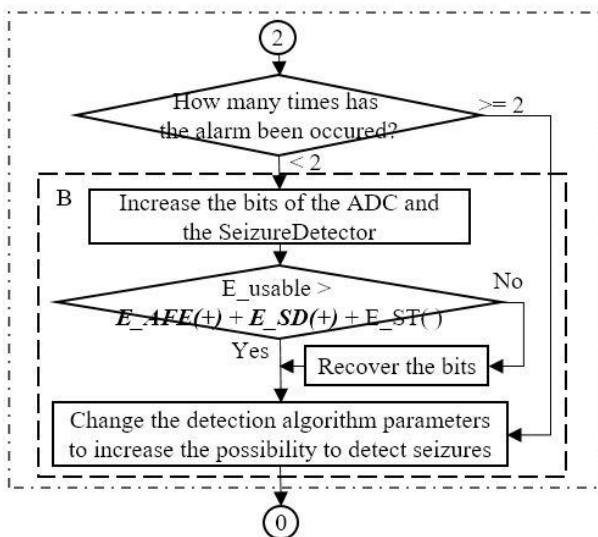 2
How many times has
the alarm been occured?
>= 2
< 2
B
Increase the bits of the ADC and
the SeizureDetector
E_usable >
E_AFE(+) + E_SD(+) + E_ST( )
No
Yes
Recover the bits
Change the detection algorithm parameters
to increase the possibility to detect seizures
0